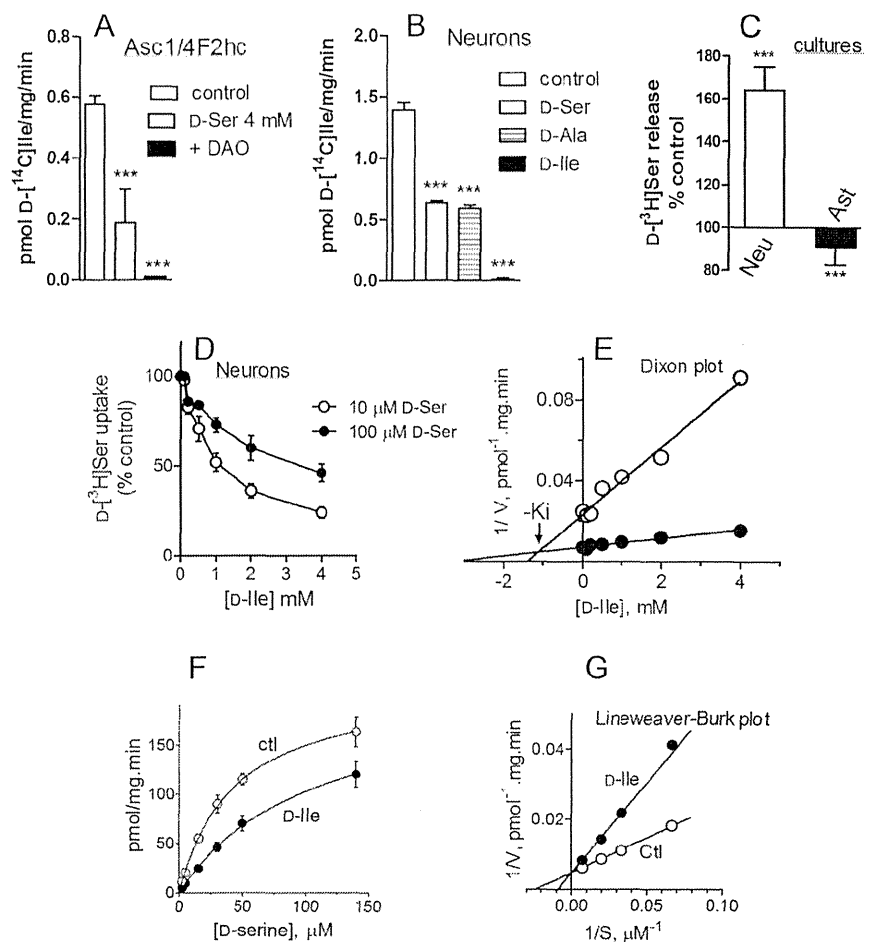 A
Asc1/4F2hc
pmol D-[14C]Ile/mg/min
0.8
0.6
0.4
0.2
0.0
control
D-Ser 4 mM
+ DAO
***
***
B
Neurons
pmol D-[14C]Ile/mg/min
2.0
1.5
1.0
0.5
0.0
control
D-Ser
D-Ala
D-Ile
***
***
***
C
cultures
D-[3H]Ser release
% control
180
160
140
120
100
80
***
Neu
Ast
***
D
Neurons
D-[3H]Ser uptake
(% control)
100
50
0
0 1 2 3 4 5
[D-Ile] mM
10 μM D-Ser
100 μM D-Ser
E
Dixon plot
1/ V, pmol-1.mg.min
0.08
0.04
-Ki
-2 0 2 4
[D-Ile], mM
F
pmol/mg.min
150
100
50
0
ctl
D-Ile
0 50 100 150
[D-serine], μM
G
Lineweaver-Burk plot
1/V, pmol-1.mg.min
0.04
0.02
D-Ile
Ctl
0.00 0.05 0.10
1/S, μM-1